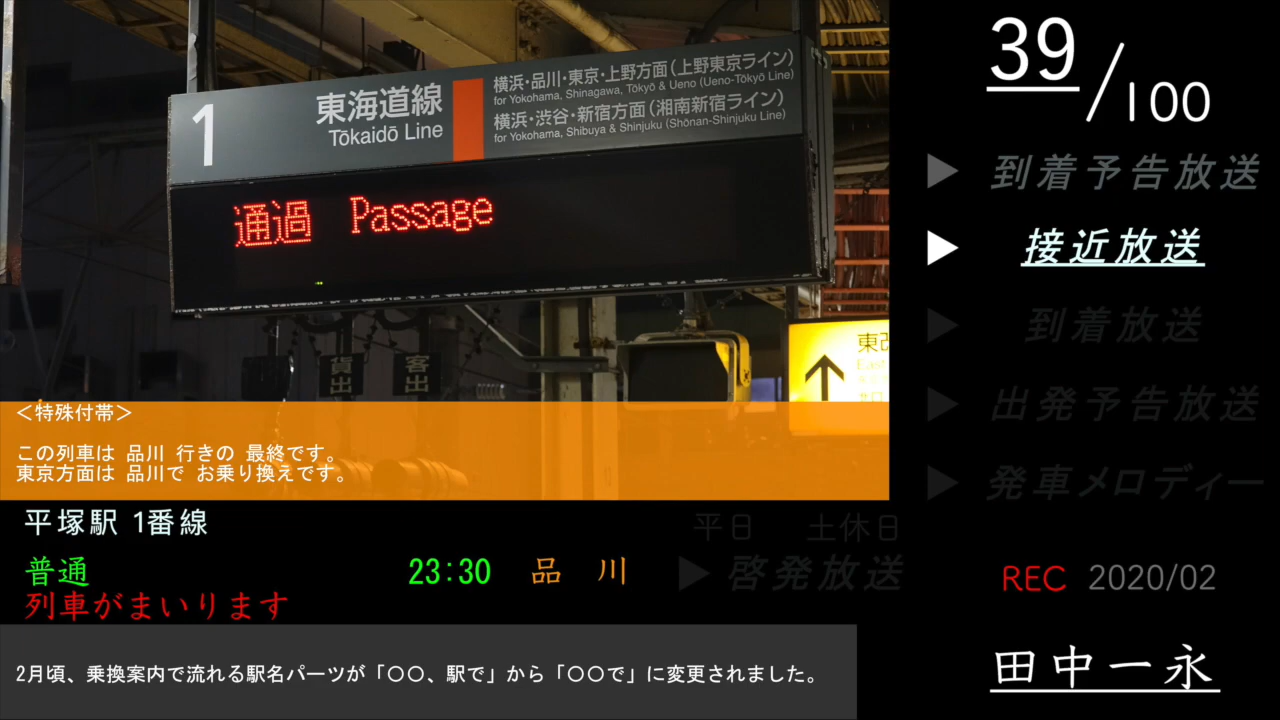 1
東海道線
Tōkaidō Line
横浜・品川・東京・上野方面(上野東京ライン)
for Yokohama, Shinagawa, Tōkyō & Ueno (Ueno-Tōkyō Line)
横浜・渋谷・新宿方面(湘南新宿ライン)
for Yokohama, Shibuya & Shinjuku (Shōnan-Shinjuku Line)
通過 Passage
貨出
客出
東改
East
<特殊付帯>
この列車は 品川 行きの 最終です。
東京方面は 品川で お乗り換えです。
平塚駅 1番線
普通 23:30 品 川
列車がまいります
平日 土休日
▶啓発放送
2月頃、乗換案内で流れる駅名パーツが「〇〇、駅で」から「〇〇で」に変更されました。
39/100
▶到着予告放送
▶接近放送
▶到着放送
▶出発予告放送
▶発車メロディー
REC 2020/02
田中一永